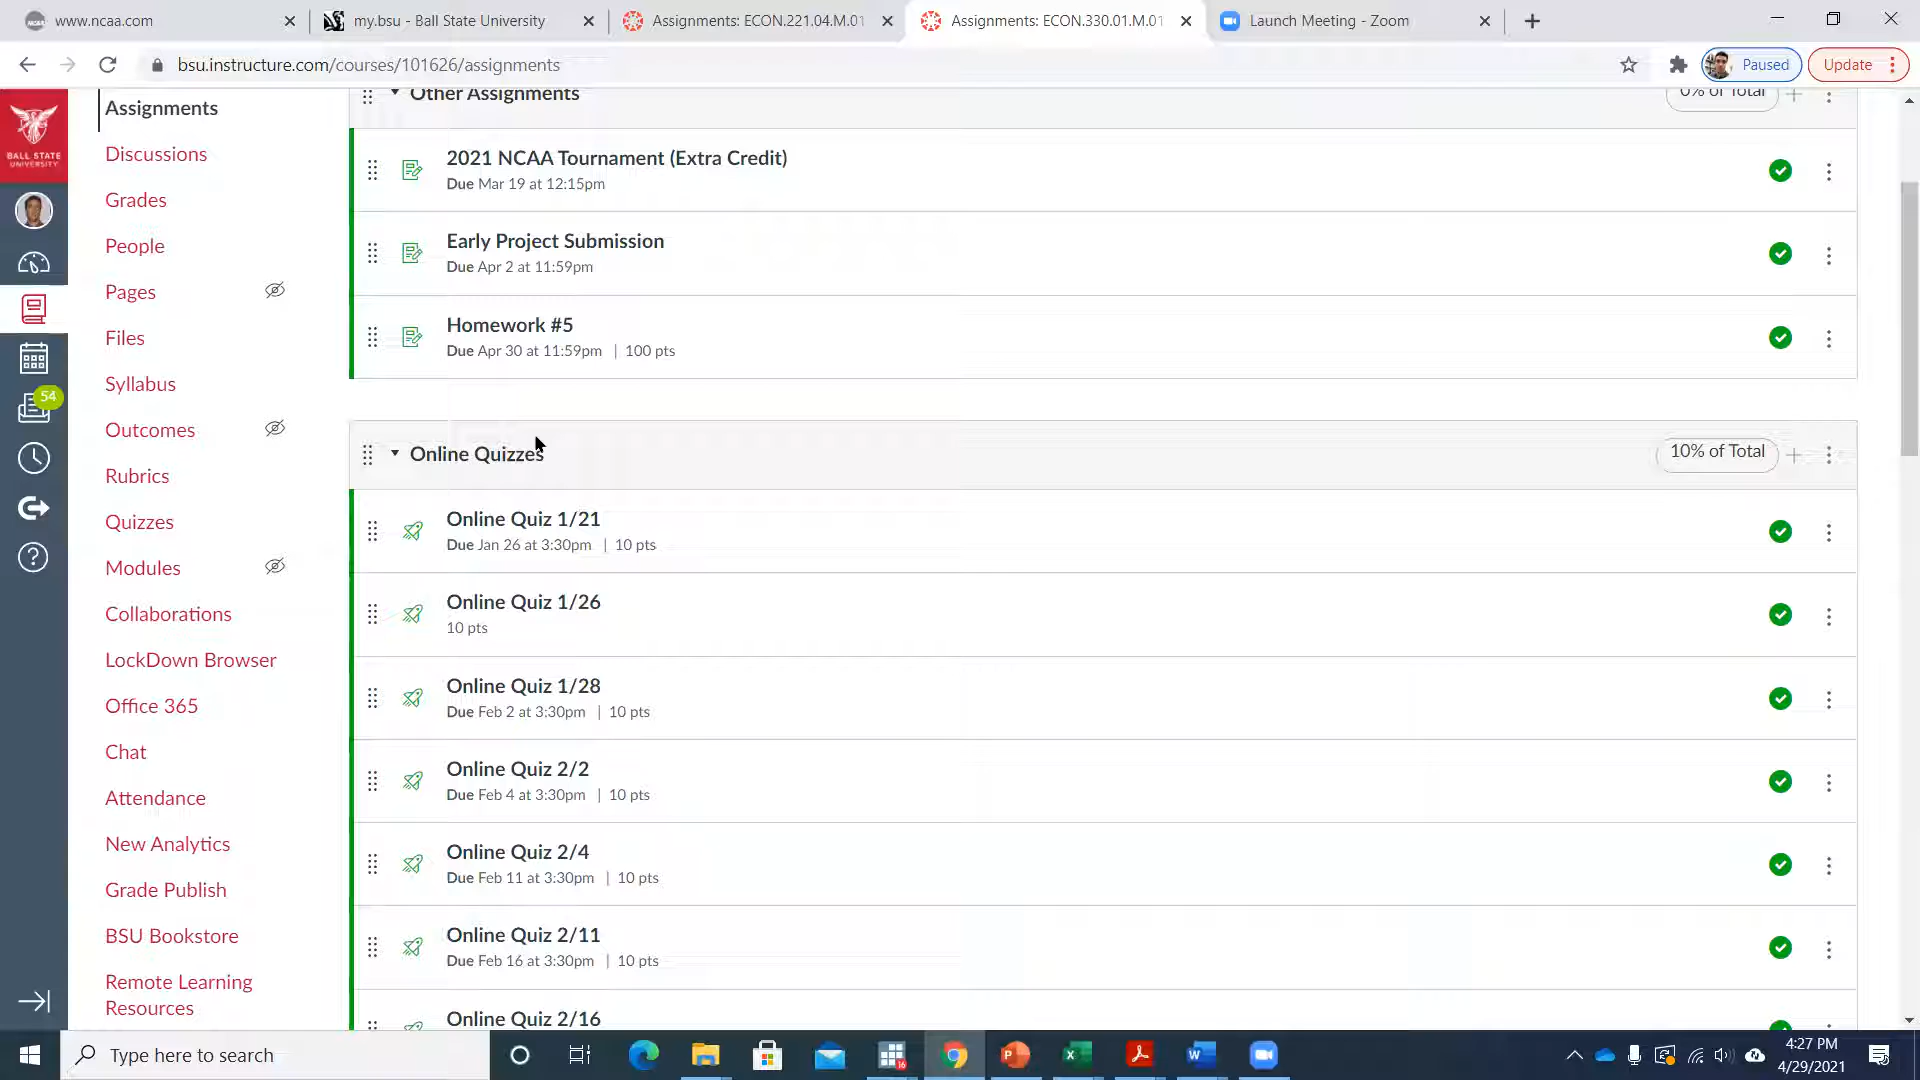 www.ncaa.com
my.bsu - Ball State University
Assignments: ECON.221.04.M.01
Assignments: ECON.330.01.M.01
Launch Meeting - Zoom
bsu.instructure.com/courses/101626/assignments
Paused
Update
BALL STATE
UNIVERSITY
54
Assignments
Discussions
Grades
People
Pages
Files
Syllabus
Outcomes
Rubrics
Quizzes
Modules
Collaborations
LockDown Browser
Office 365
Chat
Attendance
New Analytics
Grade Publish
BSU Bookstore
Remote Learning
Resources
Other Assignments
0% of Total
2021 NCAA Tournament (Extra Credit)
Due Mar 19 at 12:15pm
Early Project Submission
Due Apr 2 at 11:59pm
Homework #5
Due Apr 30 at 11:59pm | 100 pts
Online Quizzes
10% of Total
Online Quiz 1/21
Due Jan 26 at 3:30pm | 10 pts
Online Quiz 1/26
10 pts
Online Quiz 1/28
Due Feb 2 at 3:30pm | 10 pts
Online Quiz 2/2
Due Feb 4 at 3:30pm | 10 pts
Online Quiz 2/4
Due Feb 11 at 3:30pm | 10 pts
Online Quiz 2/11
Due Feb 16 at 3:30pm | 10 pts
Online Quiz 2/16
Type here to search
4:27 PM
4/29/2021